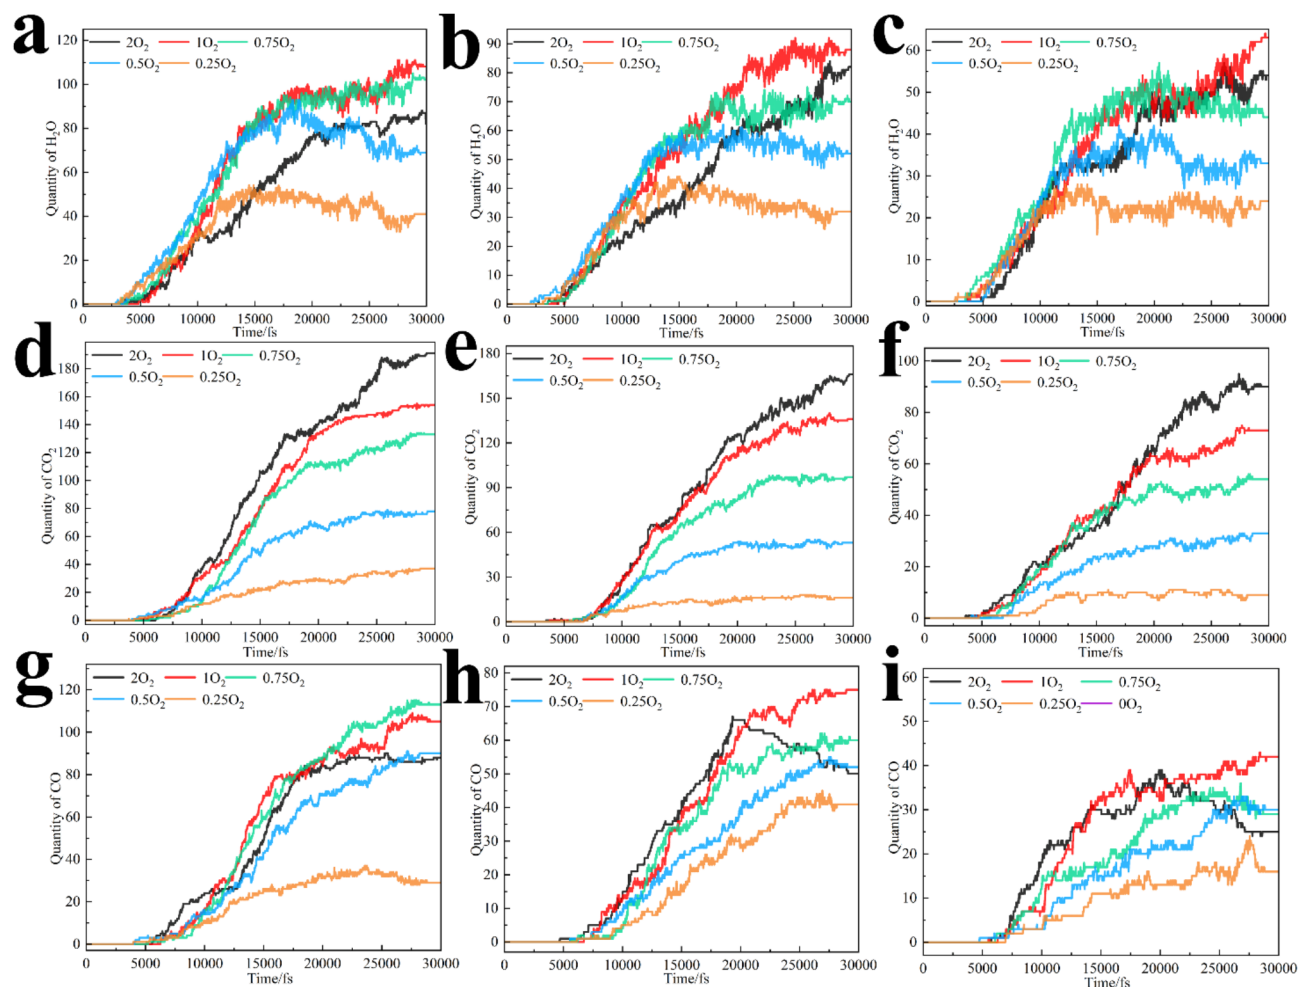 a
2O₂ 1O₂ 0.75O₂
0.5O₂ 0.25O₂
Quantity of H₂O
120
100
80
60
40
20
0
0 5000 10000 15000 20000 25000 30000
Time/fs
b
2O₂ 1O₂ 0.75O₂
0.5O₂ 0.25O₂
Quantity of H₂O
90
80
70
60
50
40
30
20
10
0
0 5000 10000 15000 20000 25000 30000
Time/fs
c
2O₂ 1O₂ 0.75O₂
0.5O₂ 0.25O₂
Quantity of H₂O
60
50
40
30
20
10
0
0 5000 10000 15000 20000 25000 30000
Time/fs
d
2O₂ 1O₂ 0.75O₂
0.5O₂ 0.25O₂
Quantity of CO₂
180
160
140
120
100
80
60
40
20
0
0 5000 10000 15000 20000 25000 30000
Time/fs
e
2O₂ 1O₂ 0.75O₂
0.5O₂ 0.25O₂
Quantity of CO₂
180
150
120
90
60
30
0
0 5000 10000 15000 20000 25000 30000
Time/fs
f
2O₂ 1O₂ 0.75O₂
0.5O₂ 0.25O₂
Quantity of CO₂
100
80
60
40
20
0
0 5000 10000 15000 20000 25000 30000
Time/fs
g
2O₂ 1O₂ 0.75O₂
0.5O₂ 0.25O₂
Quantity of CO
120
100
80
60
40
20
0
0 5000 10000 15000 20000 25000 30000
Time/fs
h
2O₂ 1O₂ 0.75O₂
0.5O₂ 0.25O₂
Quantity of CO
80
70
60
50
40
30
20
10
0
0 5000 10000 15000 20000 25000 30000
Time/fs
i
2O₂ 1O₂ 0.75O₂
0.5O₂ 0.25O₂ 0O₂
Quantity of CO
60
50
40
30
20
10
0
0 5000 10000 15000 20000 25000 30000
Time/fs